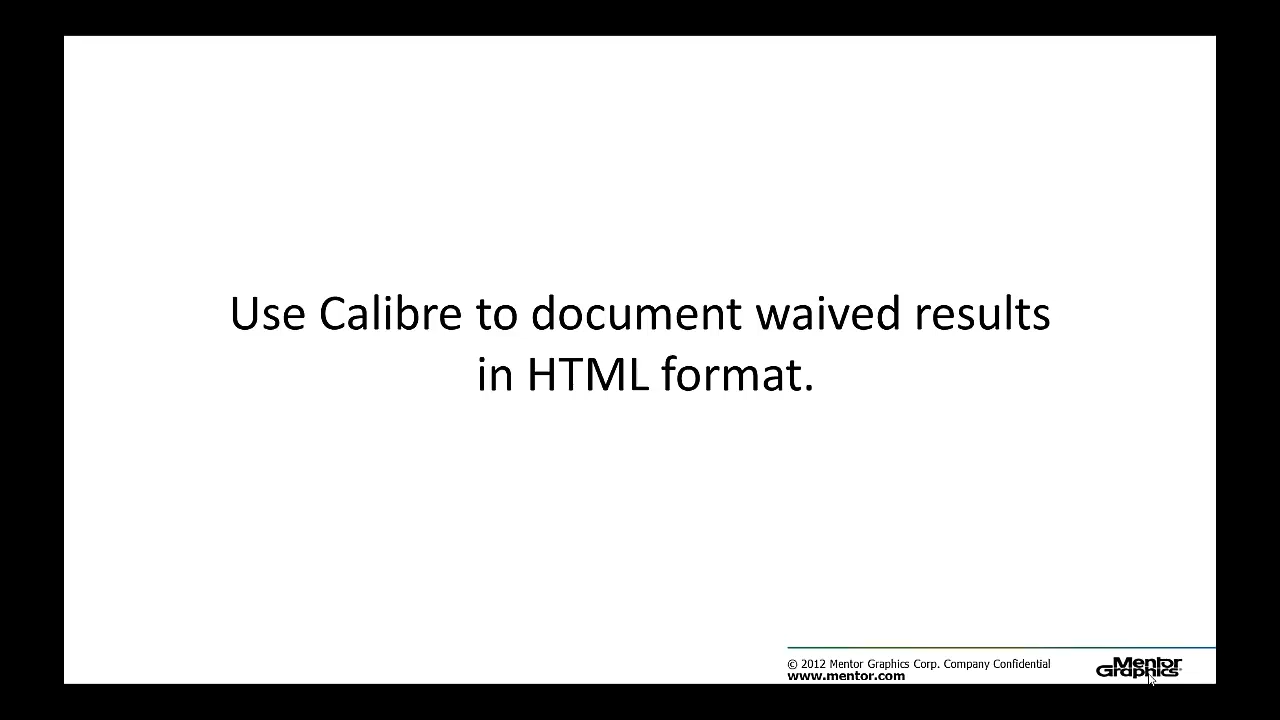 Use Calibre to document waived results
in HTML format.
© 2012 Mentor Graphics Corp. Company Confidential
www.mentor.com
Mentor
Graphics